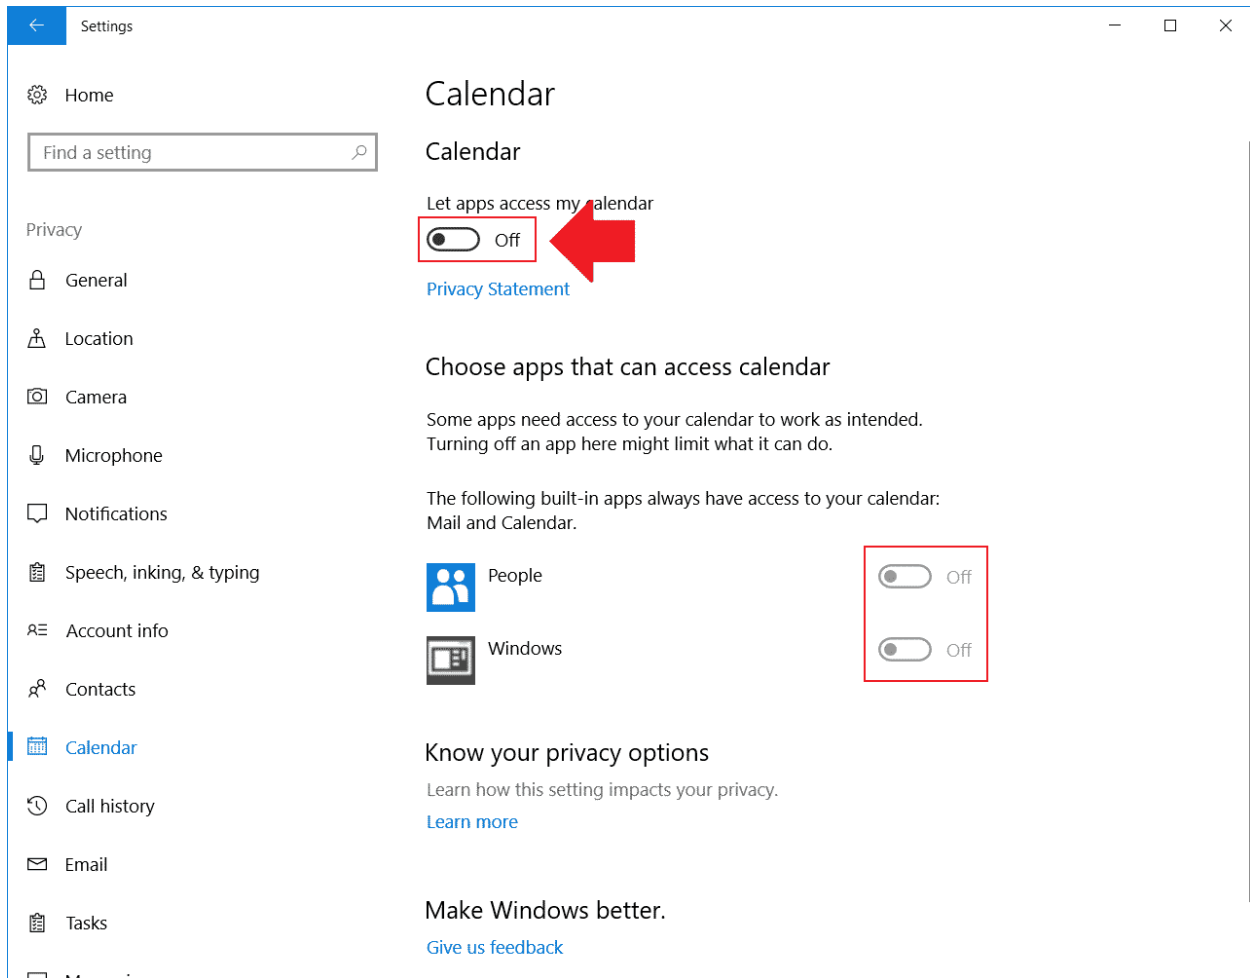 Settings
Home
Find a setting
Privacy
General
Location
Camera
Microphone
Notifications
Speech, inking, & typing
Account info
Contacts
Calendar
Call history
Email
Tasks
Calendar
Calendar
Let apps access my calendar
Off
Privacy Statement
Choose apps that can access calendar
Some apps need access to your calendar to work as intended.
Turning off an app here might limit what it can do.
The following built-in apps always have access to your calendar:
Mail and Calendar.
People Off
Windows Off
Know your privacy options
Learn how this setting impacts your privacy.
Learn more
Make Windows better.
Give us feedback